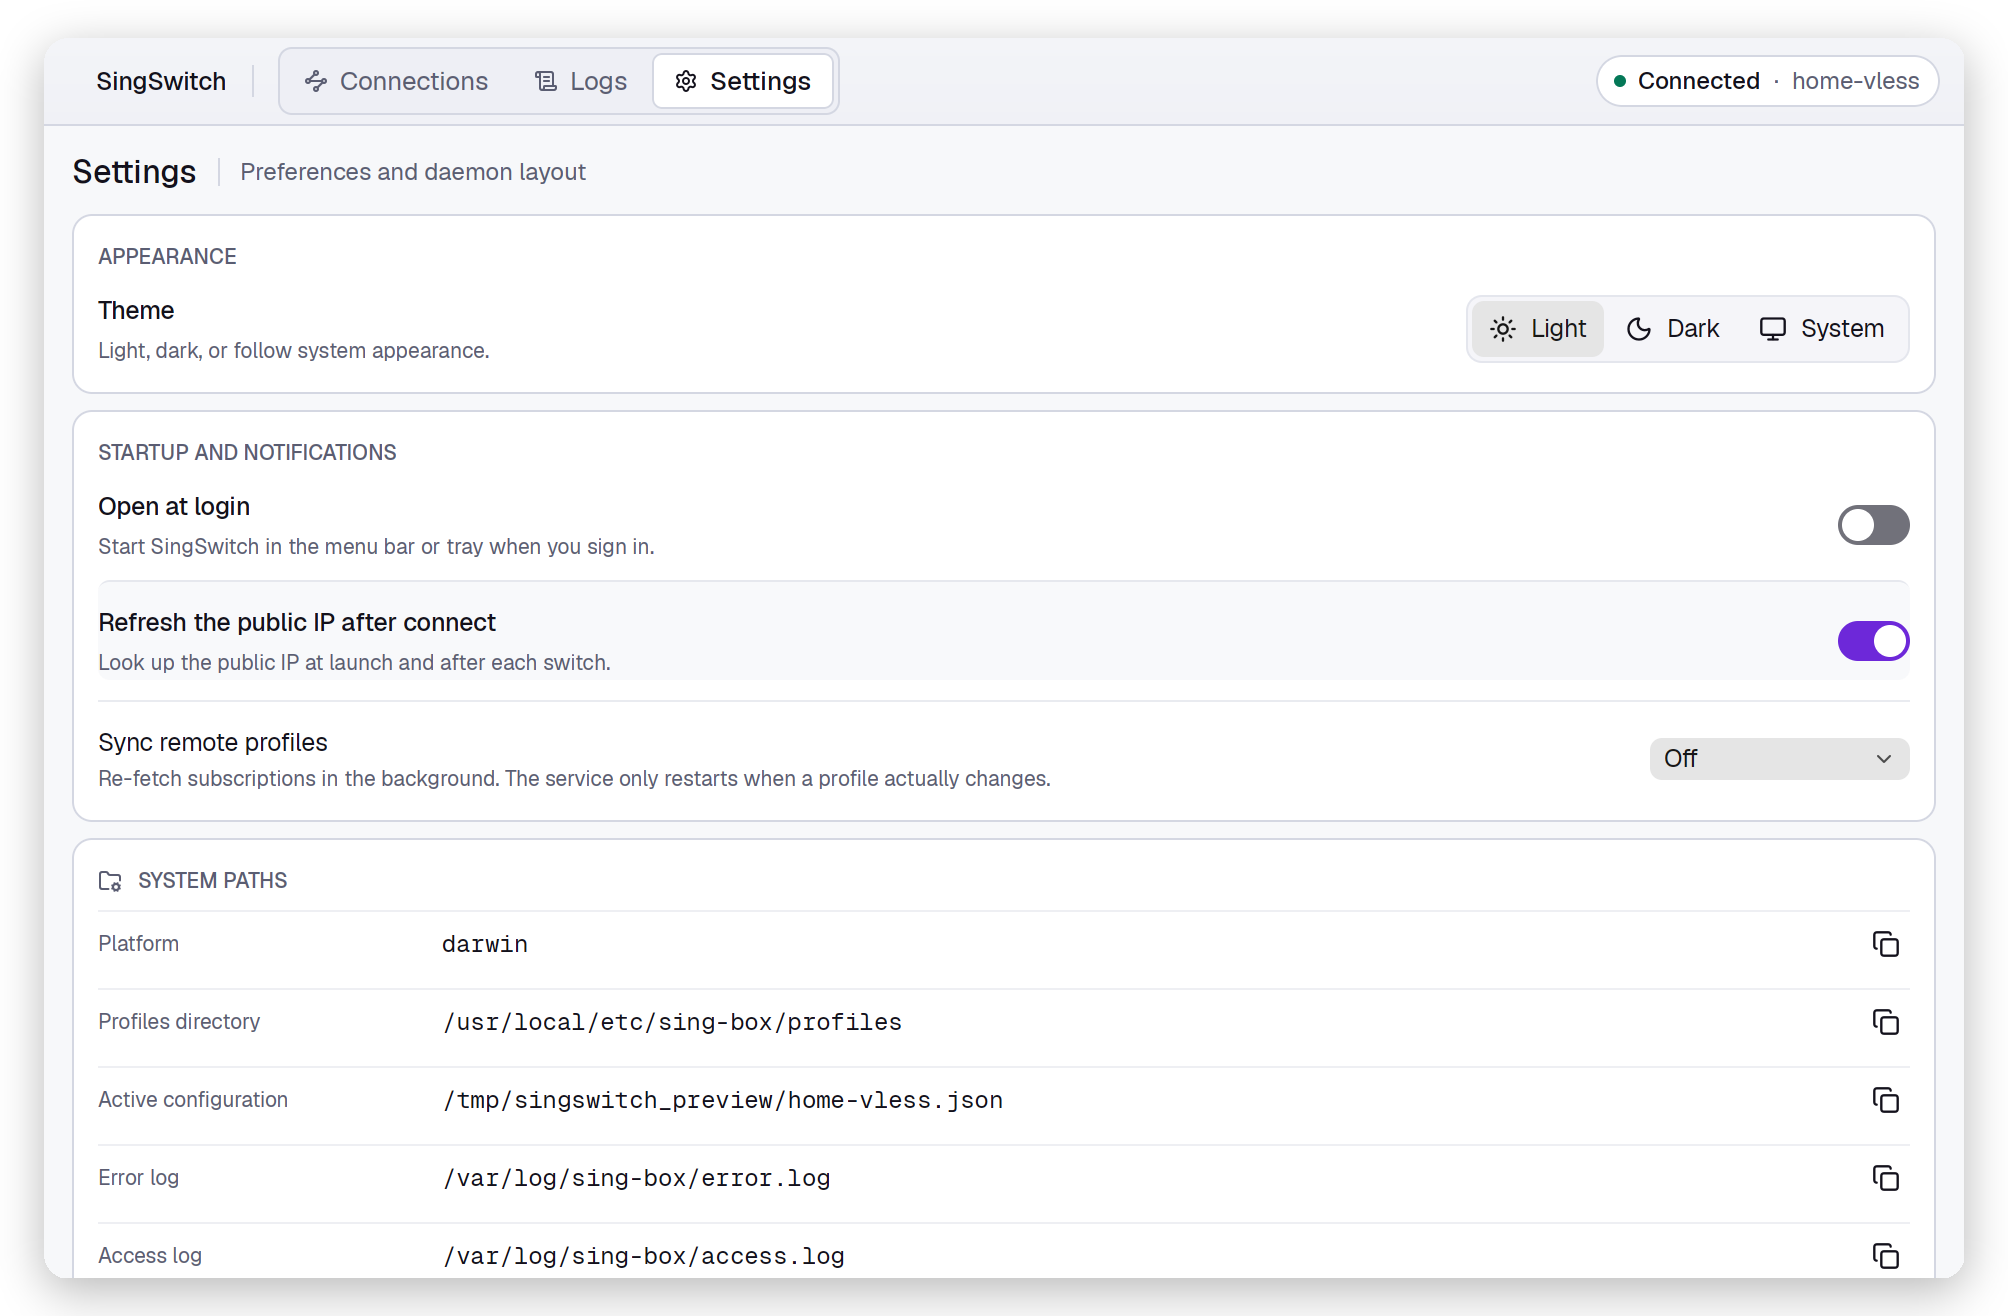 SingSwitch
Connections
Logs
Settings
Connected · home-vless
Settings
Preferences and daemon layout
APPEARANCE
Theme
Light, dark, or follow system appearance.
Light
Dark
System
STARTUP AND NOTIFICATIONS
Open at login
Start SingSwitch in the menu bar or tray when you sign in.
Refresh the public IP after connect
Look up the public IP at launch and after each switch.
Sync remote profiles
Re-fetch subscriptions in the background. The service only restarts when a profile actually changes.
Off
SYSTEM PATHS
Platform
darwin
Profiles directory
/usr/local/etc/sing-box/profiles
Active configuration
/tmp/singswitch_preview/home-vless.json
Error log
/var/log/sing-box/error.log
Access log
/var/log/sing-box/access.log